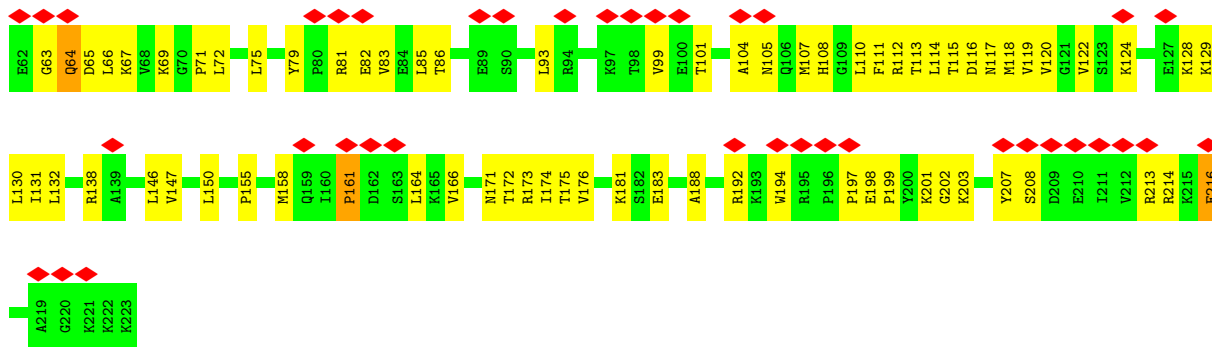 E62 G63 Q64 D65 L66 K67 V68 K69 G70 P71 L72 L75 Y79 P80 R81 E82 V83 E84 L85 T86 E89 S90 L93 R94 K97 T98 V99 E100 T101 A104 N105 Q106 M107 H108 G109 L110 F111 R112 T113 L114 T115 D116 N117 M118 V119 V120 G121 V122 S123 K124 E127 K128 K129
L130 I131 L132 R138 A139 L146 V147 L150 P155 M158 Q159 I160 P161 D162 S163 L164 K165 V166 N171 T172 R173 I174 T175 V176 K181 S182 E183 A188 R192 K193 W194 R195 P196 P197 E198 P199 Y200 K201 G202 K203 Y207 S208 D209 E210 I211 V212 R213 R214 K215 E216
A219 G220 K221 K222 K223